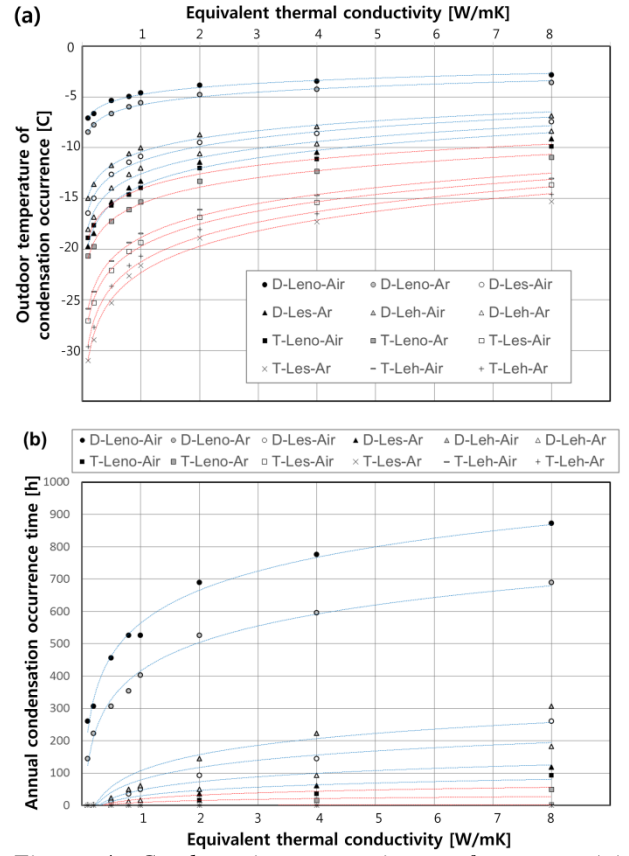 Equivalent thermal conductivity [W/mK]
(a)
1 2 3 4 5 6 7 8
0
-5
-10
-15
-20
-25
-30
Outdoor temperature of
condensation occurrence [C]
D-Leno-Air D-Leno-Ar D-Les-Air
D-Les-Ar D-Leh-Air D-Leh-Ar
T-Leno-Air T-Leno-Ar T-Les-Air
T-Les-Ar T-Leh-Air T-Leh-Ar
(b)
D-Leno-Air D-Leno-Ar D-Les-Air D-Les-Ar D-Leh-Air D-Leh-Ar
T-Leno-Air T-Leno-Ar T-Les-Air T-Les-Ar T-Leh-Air T-Leh-Ar
1000
900
800
700
600
500
400
300
200
100
0
Annual condensation occurrence time [h]
0 1 2 3 4 5 6 7 8
Equivalent thermal conductivity [W/mK]